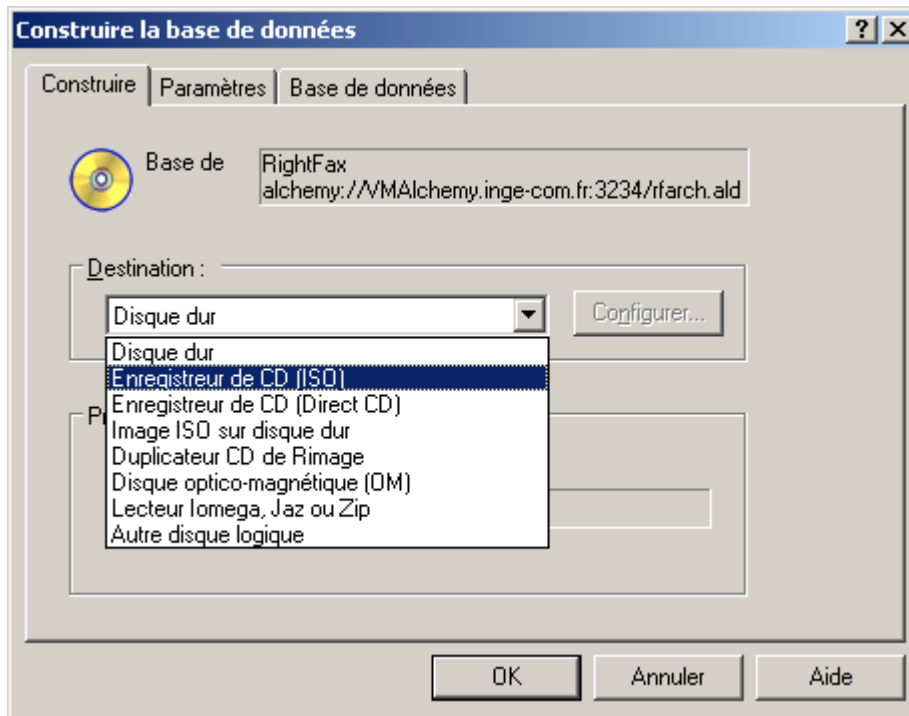 Construire la base de données
Construire
Paramètres
Base de données
Base de
RightFax
alchemy://VMAlchemy.inge-com.fr:3234/rfarch.ald
Destination :
Disque dur
Configurer...
Disque dur
Enregistreur de CD (ISO)
Enregistreur de CD (Direct CD)
Image ISO sur disque dur
Duplicateur CD de Rimage
Disque optico-magnétique (OM)
Lecteur Iomega, Jaz ou Zip
Autre disque logique
OK
Annuler
Aide